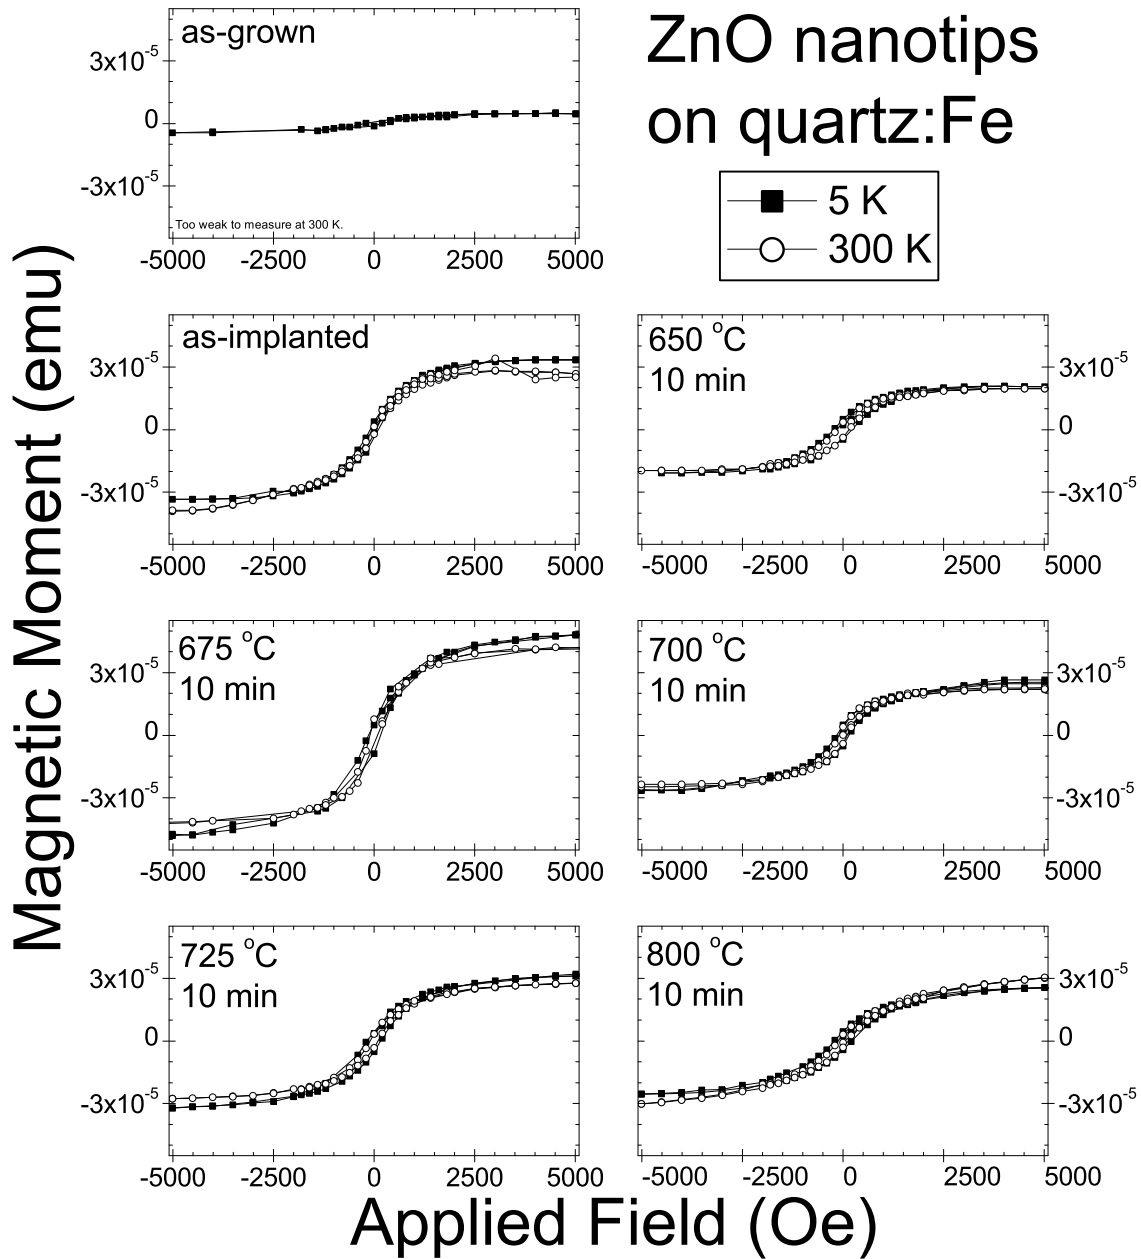 as-grown
ZnO nanotips
on quartz:Fe
3x10⁻⁵
0
-3x10⁻⁵
Too weak to measure at 300 K.
-5000 -2500 0 2500 5000
5 K
300 K
Magnetic Moment (emu)
as-implanted
3x10⁻⁵
0
-3x10⁻⁵
-5000 -2500 0 2500 5000
650 °C
10 min
3x10⁻⁵
0
-3x10⁻⁵
-5000 -2500 0 2500 5000
675 °C
10 min
3x10⁻⁵
0
-3x10⁻⁵
-5000 -2500 0 2500 5000
700 °C
10 min
3x10⁻⁵
0
-3x10⁻⁵
-5000 -2500 0 2500 5000
725 °C
10 min
3x10⁻⁵
0
-3x10⁻⁵
-5000 -2500 0 2500 5000
800 °C
10 min
3x10⁻⁵
0
-3x10⁻⁵
-5000 -2500 0 2500 5000
Applied Field (Oe)